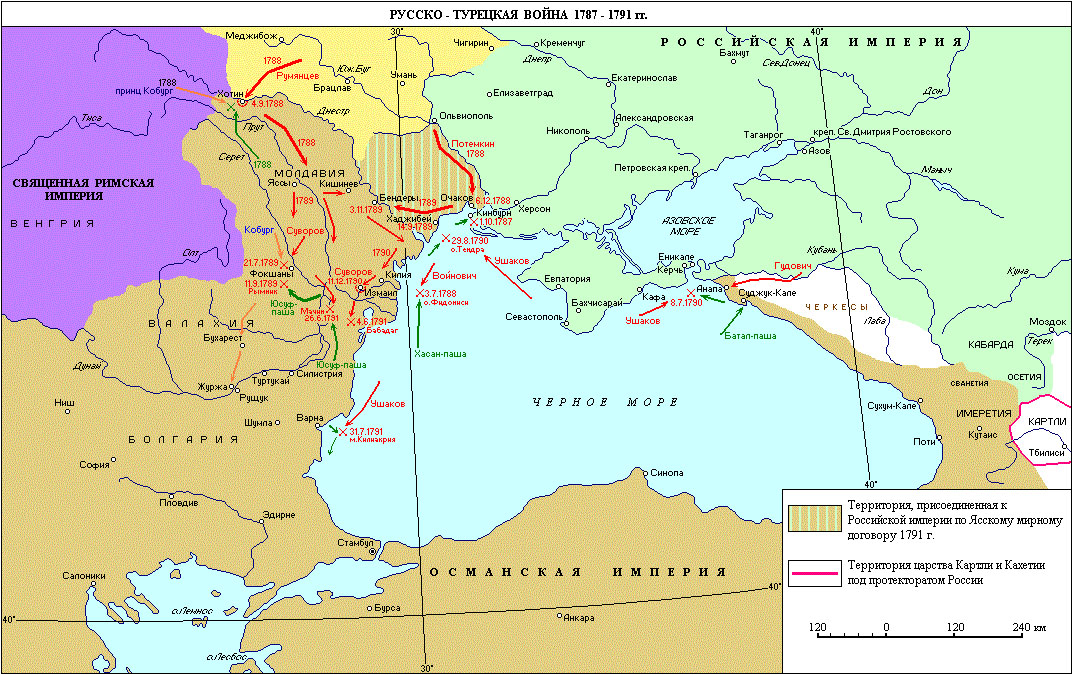 РУССКО - ТУРЕЦКАЯ ВОЙНА 1787 - 1791 гг.
Меджибож
30°
Чигирин
Кременчуг
Днепр
РОССИЙСКАЯ ИМПЕРИЯ
40°
Бахмут
Сев.Донец
1788
Румянцев
Юж.Буг
Умань
Екатеринослав
1788
принц Кобург
Хотин
4.9.1788
Брацлав
Елизаветград
Дон
Днестр
Ольвиополь
Александровская
Тиса
Прут
Никополь
Таганрог
креп. Св.Дмитрия Ростовского
Азов
Серет
1788
1788
Потемкин
1788
Петровская креп.
Маныч
СВЯЩЕННАЯ РИМСКАЯ
ИМПЕРИЯ
МОЛДАВИЯ
Яссы
Кишинев
Бендеры
1789
Очаков
6.12.1788
Херсон
ВЕНГРИЯ
1789
3.11.1789
Хаджибей
14.9.1789
Кинбурн
1.10.1787
АЗОВСКОЕ
МОРЕ
Кобург
Суворов
29.8.1790
о.Тендра
Олт
1790
Ушаков
Еникале
Керчь
Кубань
21.7.1789
Фокшаны
Суворов
11.12.1790
Килия
Войнович
Евпатория
Гудович
Кума
11.9.1789
Рымник
Измаил
3.7.1788
о.Фидониси
Бахчисарай
Кафа
Анапа
8.7.1790
Суджук-Кале
Юсуф-
паша
Мачин
26.6.1791
4.6.1791
Бабадаг
Севастополь
Ушаков
Батал-паша
ЧЕРКЕСЫ
Лаба
Моздок
ВАЛАХИЯ
Бухарест
Хасан-паша
КАБАРДА
Терек
Дунай
Юсуф-паша
Силистрия
Туртукай
Журжа
Рущук
ОСЕТИЯ
СВАНЕТИЯ
Ниш
Ушаков
ЧЕРНОЕ МОРЕ
Сухум-Кале
ИМЕРЕТИЯ
Шумла
Варна
КАРТЛИ
31.7.1791
м.Калиакрия
Кутаис
БОЛГАРИЯ
Поти
Тбилиси
София
Синопа
40°
Пловдив
Эдирне
Территория, присоединенная к
Российской империи по Ясскому мирному
договору 1791 г.
Стамбул
ОСМАНСКАЯ ИМПЕРИЯ
Территория царства Картли и Кахетии
под протекторатом России
Салоники
40°
о.Лемнос
Бурса
Анкара
40°
120 0 120 240 км
о.Лесбос
30°